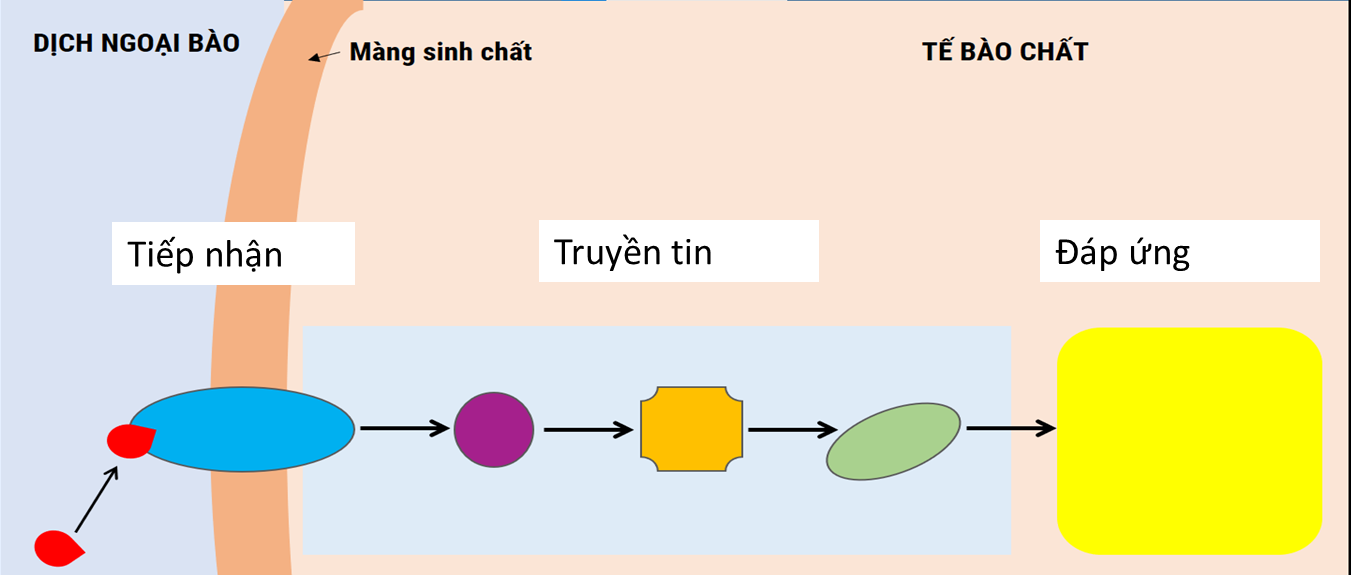 DỊCH NGOẠI BÀO
Màng sinh chất
TẾ BÀO CHẤT
Tiếp nhận
Truyền tin
Đáp ứng